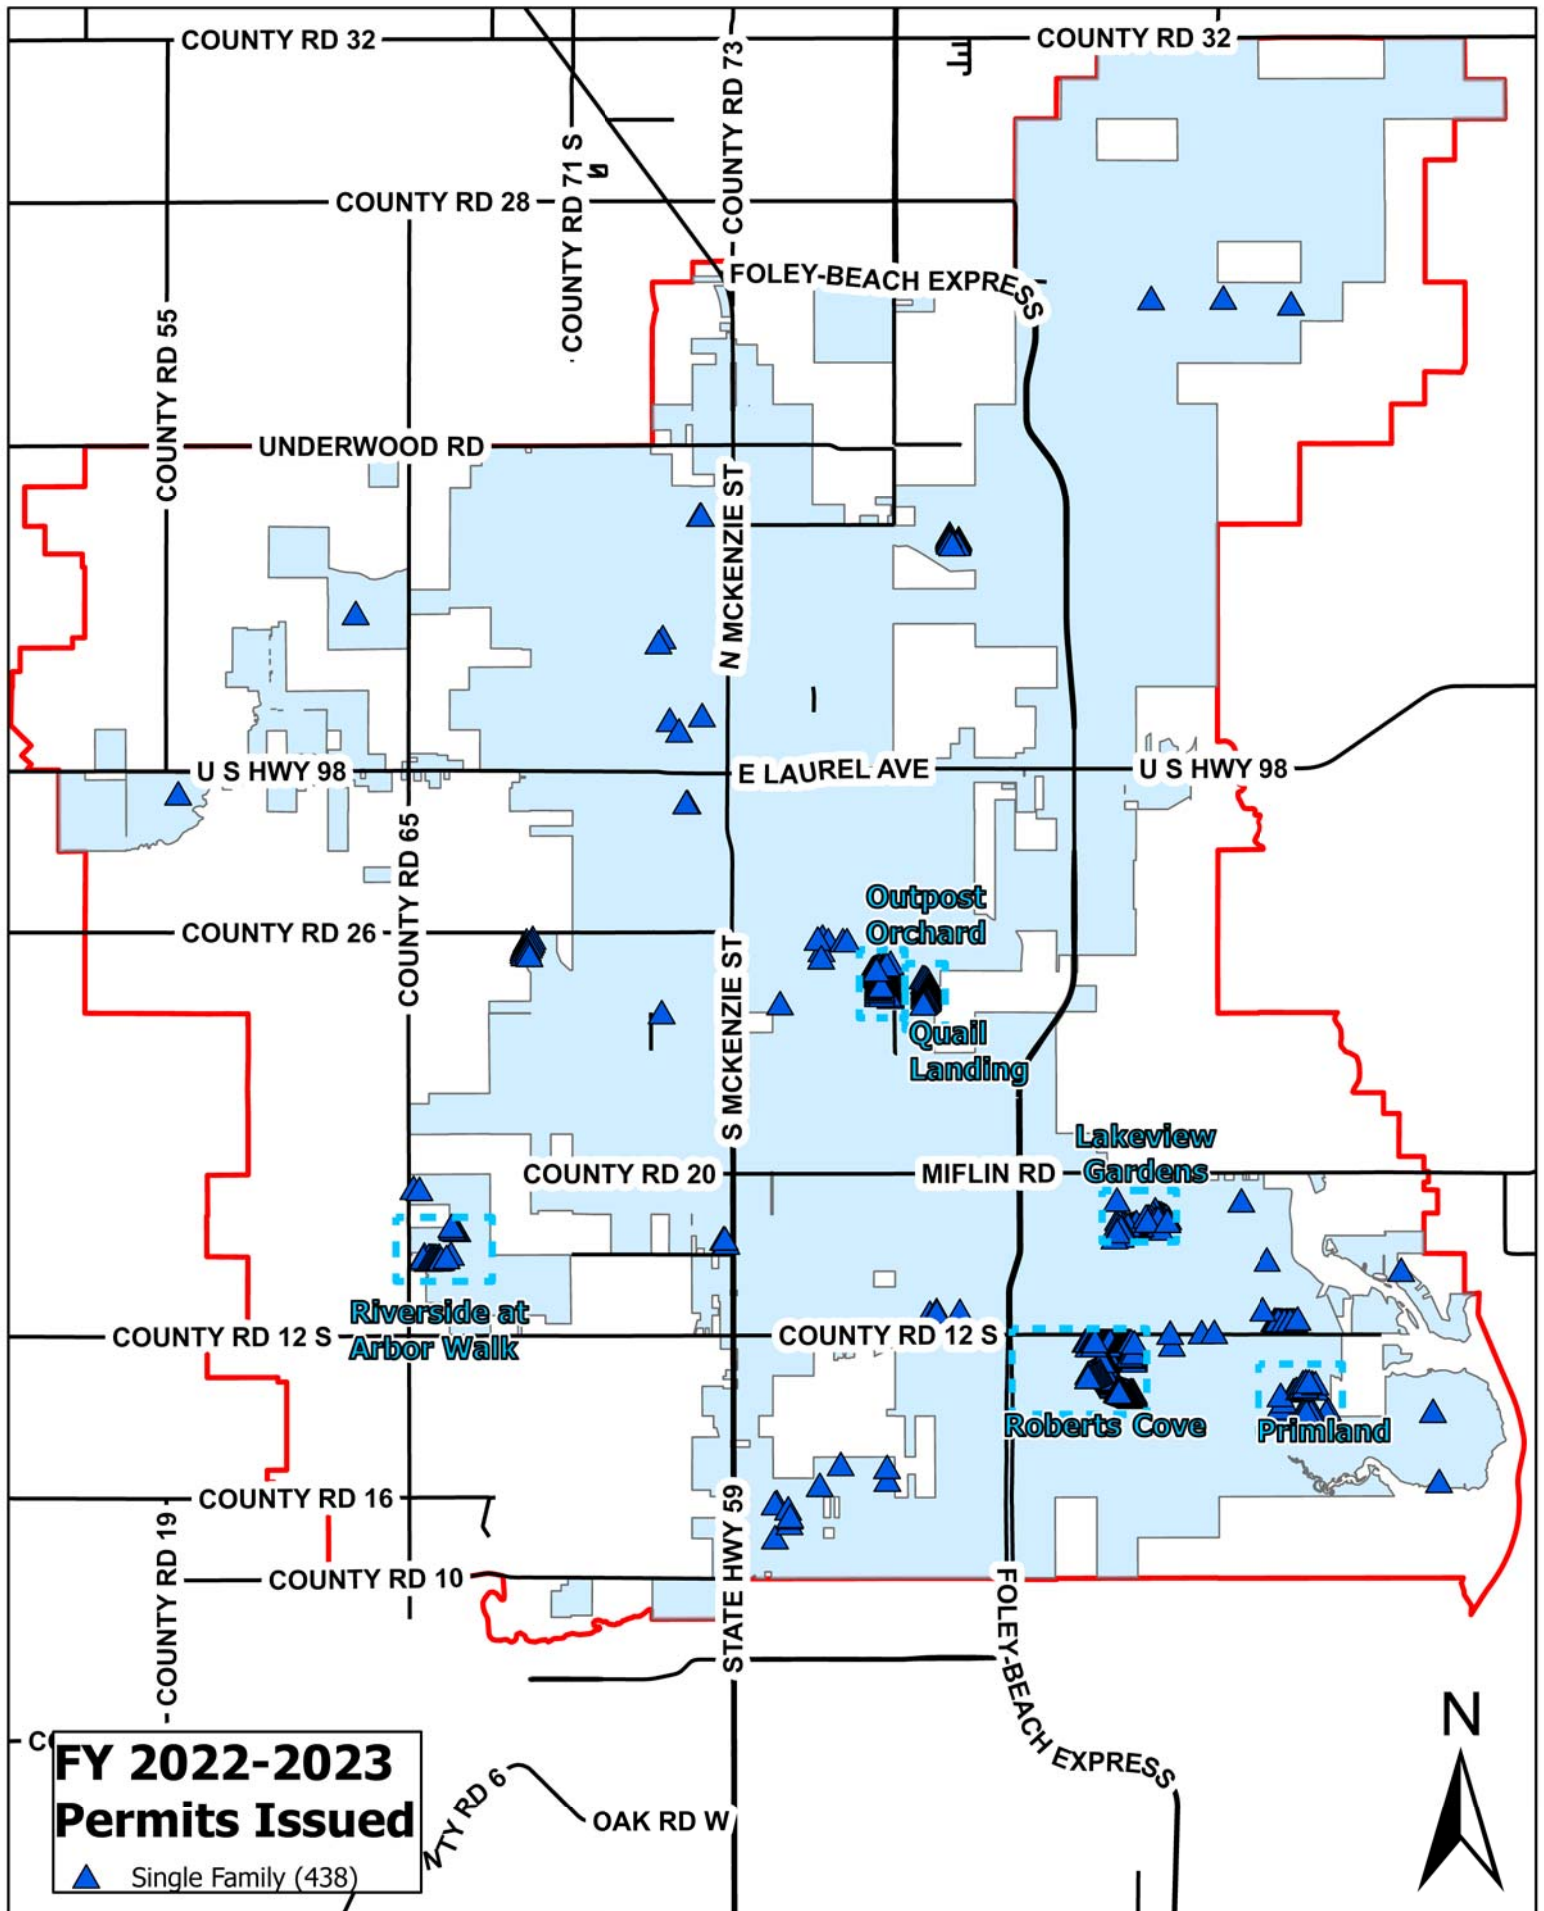 COUNTY RD 32
COUNTY RD 32
COUNTY RD 73
COUNTY RD 71 S
COUNTY RD 28
FOLEY-BEACH EXPRESS
COUNTY RD 55
UNDERWOOD RD
N MCKENZIE ST
U S HWY 98
E LAUREL AVE
U S HWY 98
COUNTY RD 65
Outpost
Orchard
COUNTY RD 26
S MCKENZIE ST
Quail
Landing
Lakeview
Gardens
COUNTY RD 20
MIFLIN RD
Riverside at
Arbor Walk
COUNTY RD 12 S
COUNTY RD 12 S
Roberts Cove
Primland
COUNTY RD 16
STATE HWY 59
COUNTY RD 19
COUNTY RD 10
FOLEY-BEACH EXPRESS
N
CO
FY 2022-2023
Permits Issued
Single Family (438)
NTY RD 6
OAK RD W